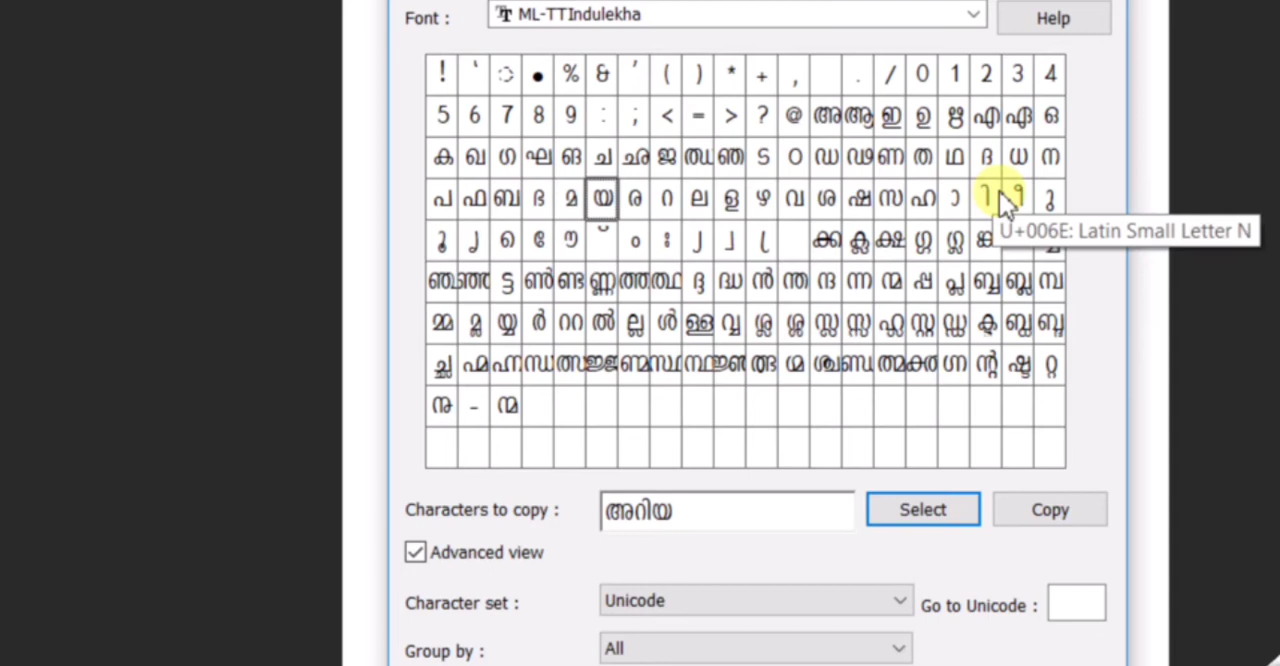 Font :
ML-TTIndulekha
Help
! ‘ ◌ ● % & ’ ( ) * + , . / 0 1 2 3 4
5 6 7 8 9 : ; < = > ? @ അ ആ ഇ ഉ ഋ എ ഏ ഒ
ക ഖ ഗ ഘ ങ ച ഛ ജ ഝ ഞ ട ഠ ഡ ഢ ണ ത ഥ ദ ധ ന
പ ഫ ബ ഭ മ യ ര റ ല ള ഴ വ ശ ഷ സ ഹ ാ ി ീ ു
U+006E: Latin Small Letter N
ൂ ൃ െ േ ൗ ് ം ഃ ക്ക ക്ല ക്ഷ ഗ്ഗ ഗ്ല
ഞ്ഞ ട്ട ൺ ണ്ട ണ്ണ ത്ത ത്ഥ ദ്ദ ദ്ധ ൻ ന്ത ന്ദ ന്ന ന്മ പ്പ പ്ല ബ്ബ ബ്ല മ്പ
മ്മ മ്ല യ്യ ർ റ്റ ൽ ല്ല ൾ ള്ള വ്വ ശ്ല ശ്ശ സ്ല സ്സ ഹ്ല സ്റ്റ ഡ്ഡ
ച്ച ഹ്മ ഹ്ന ന്ധ ത്സ ജ്ജ ണ്മ സ്ഥ ന്ഥ ജ്ഞ ത്ഭ ഗ്മ ശ്ച ണ്ഡ ത്മ ക്ത ഗ്ന ന്റ ഷ്ട റ്റ
-  ന്മ
Characters to copy :
അറിയ
Select
Copy
Advanced view
Character set :
Unicode
Go to Unicode :
Group by :
All